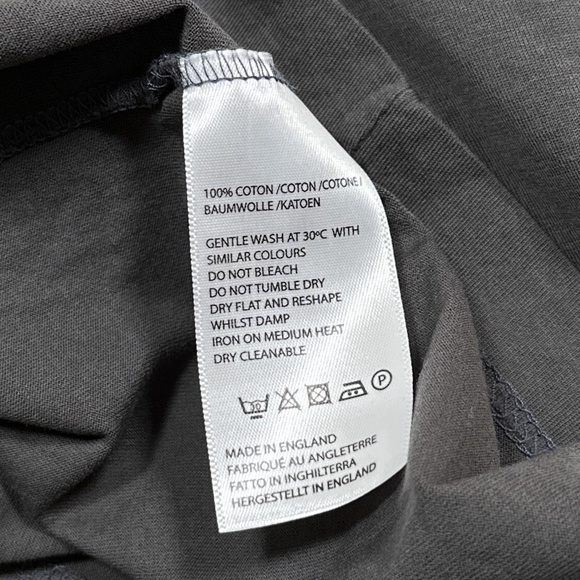 100% COTON /COTON /COTONE/
BAUMWOLLE /KATOEN
GENTLE WASH AT 30ºC WITH
SIMILAR COLOURS
DO NOT BLEACH
DO NOT TUMBLE DRY
DRY FLAT AND RESHAPE
WHILST DAMP
IRON ON MEDIUM HEAT
DRY CLEANABLE
P
MADE IN ENGLAND
FABRIQUÉ AU ANGLETERRE
FATTO IN INGHILTERRA
HERGESTELLT IN ENGLAND